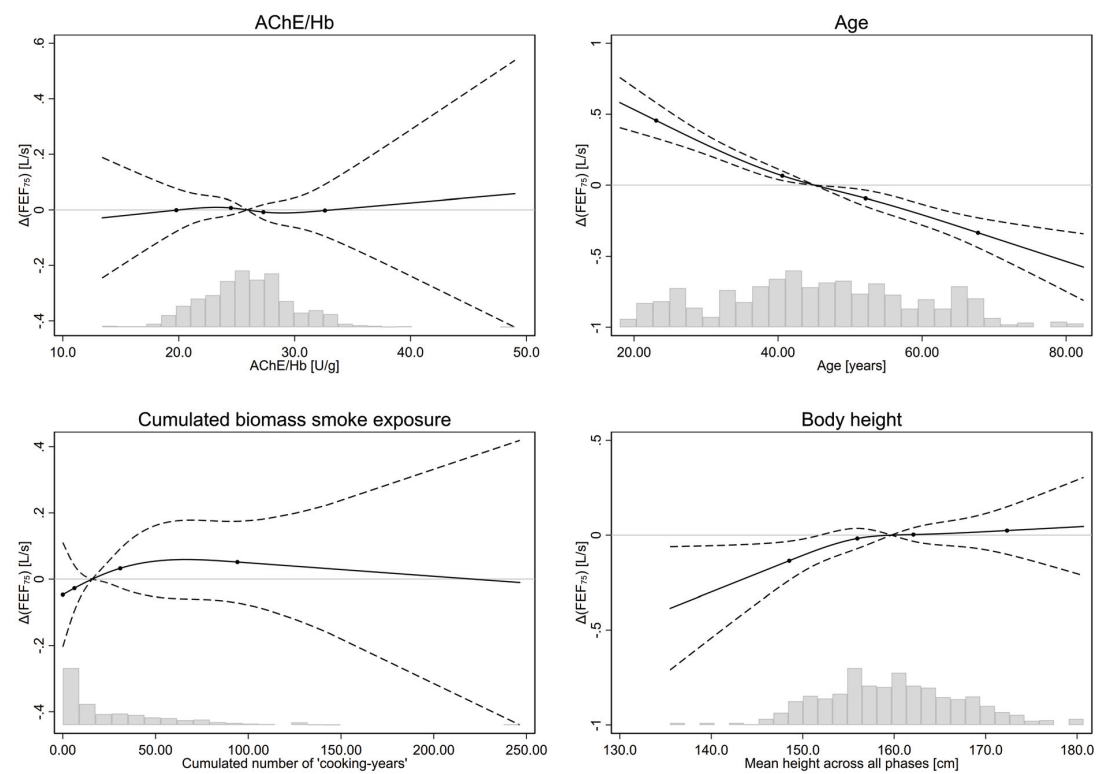 AChE/Hb
Δ(FEF75) [L/s]
.6
.4
.2
0
-.2
-.4
10.0 20.0 30.0 40.0 50.0
AChE/Hb [U/g]
Age
Δ(FEF75) [L/s]
1
.5
0
-.5
-1
20.00 40.00 60.00 80.00
Age [years]
Cumulated biomass smoke exposure
Δ(FEF75) [L/s]
.4
.2
0
-.2
-.4
0.00 50.00 100.00 150.00 200.00 250.00
Cumulated number of 'cooking-years'
Body height
Δ(FEF75) [L/s]
.5
0
-.5
-1
130.0 140.0 150.0 160.0 170.0 180.0
Mean height across all phases [cm]